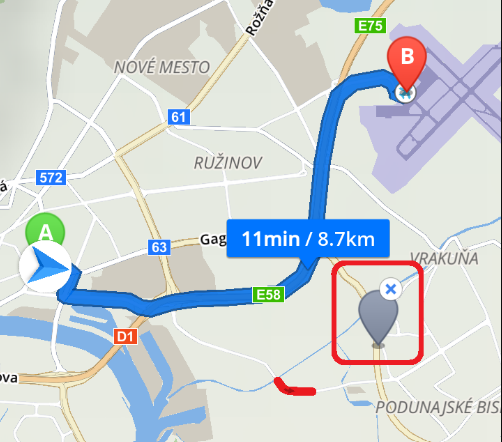 E75
Rožňa
B
NOVÉ MESTO
61
RUŽINOV
572
á
A
63
Gag
11min / 8.7km
VRAKUŇA
E58
D1
ova
PODUNAJSKÉ BIS